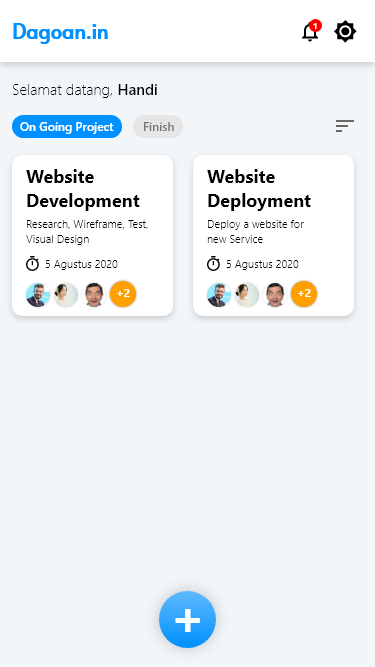 Dagoan.in
1
Selamat datang, Handi
On Going Project
Finish
Website
Development
Research, Wireframe, Test,
Visual Design
5 Agustus 2020
+2
Website
Deployment
Deploy a website for
new Service
5 Agustus 2020
+2